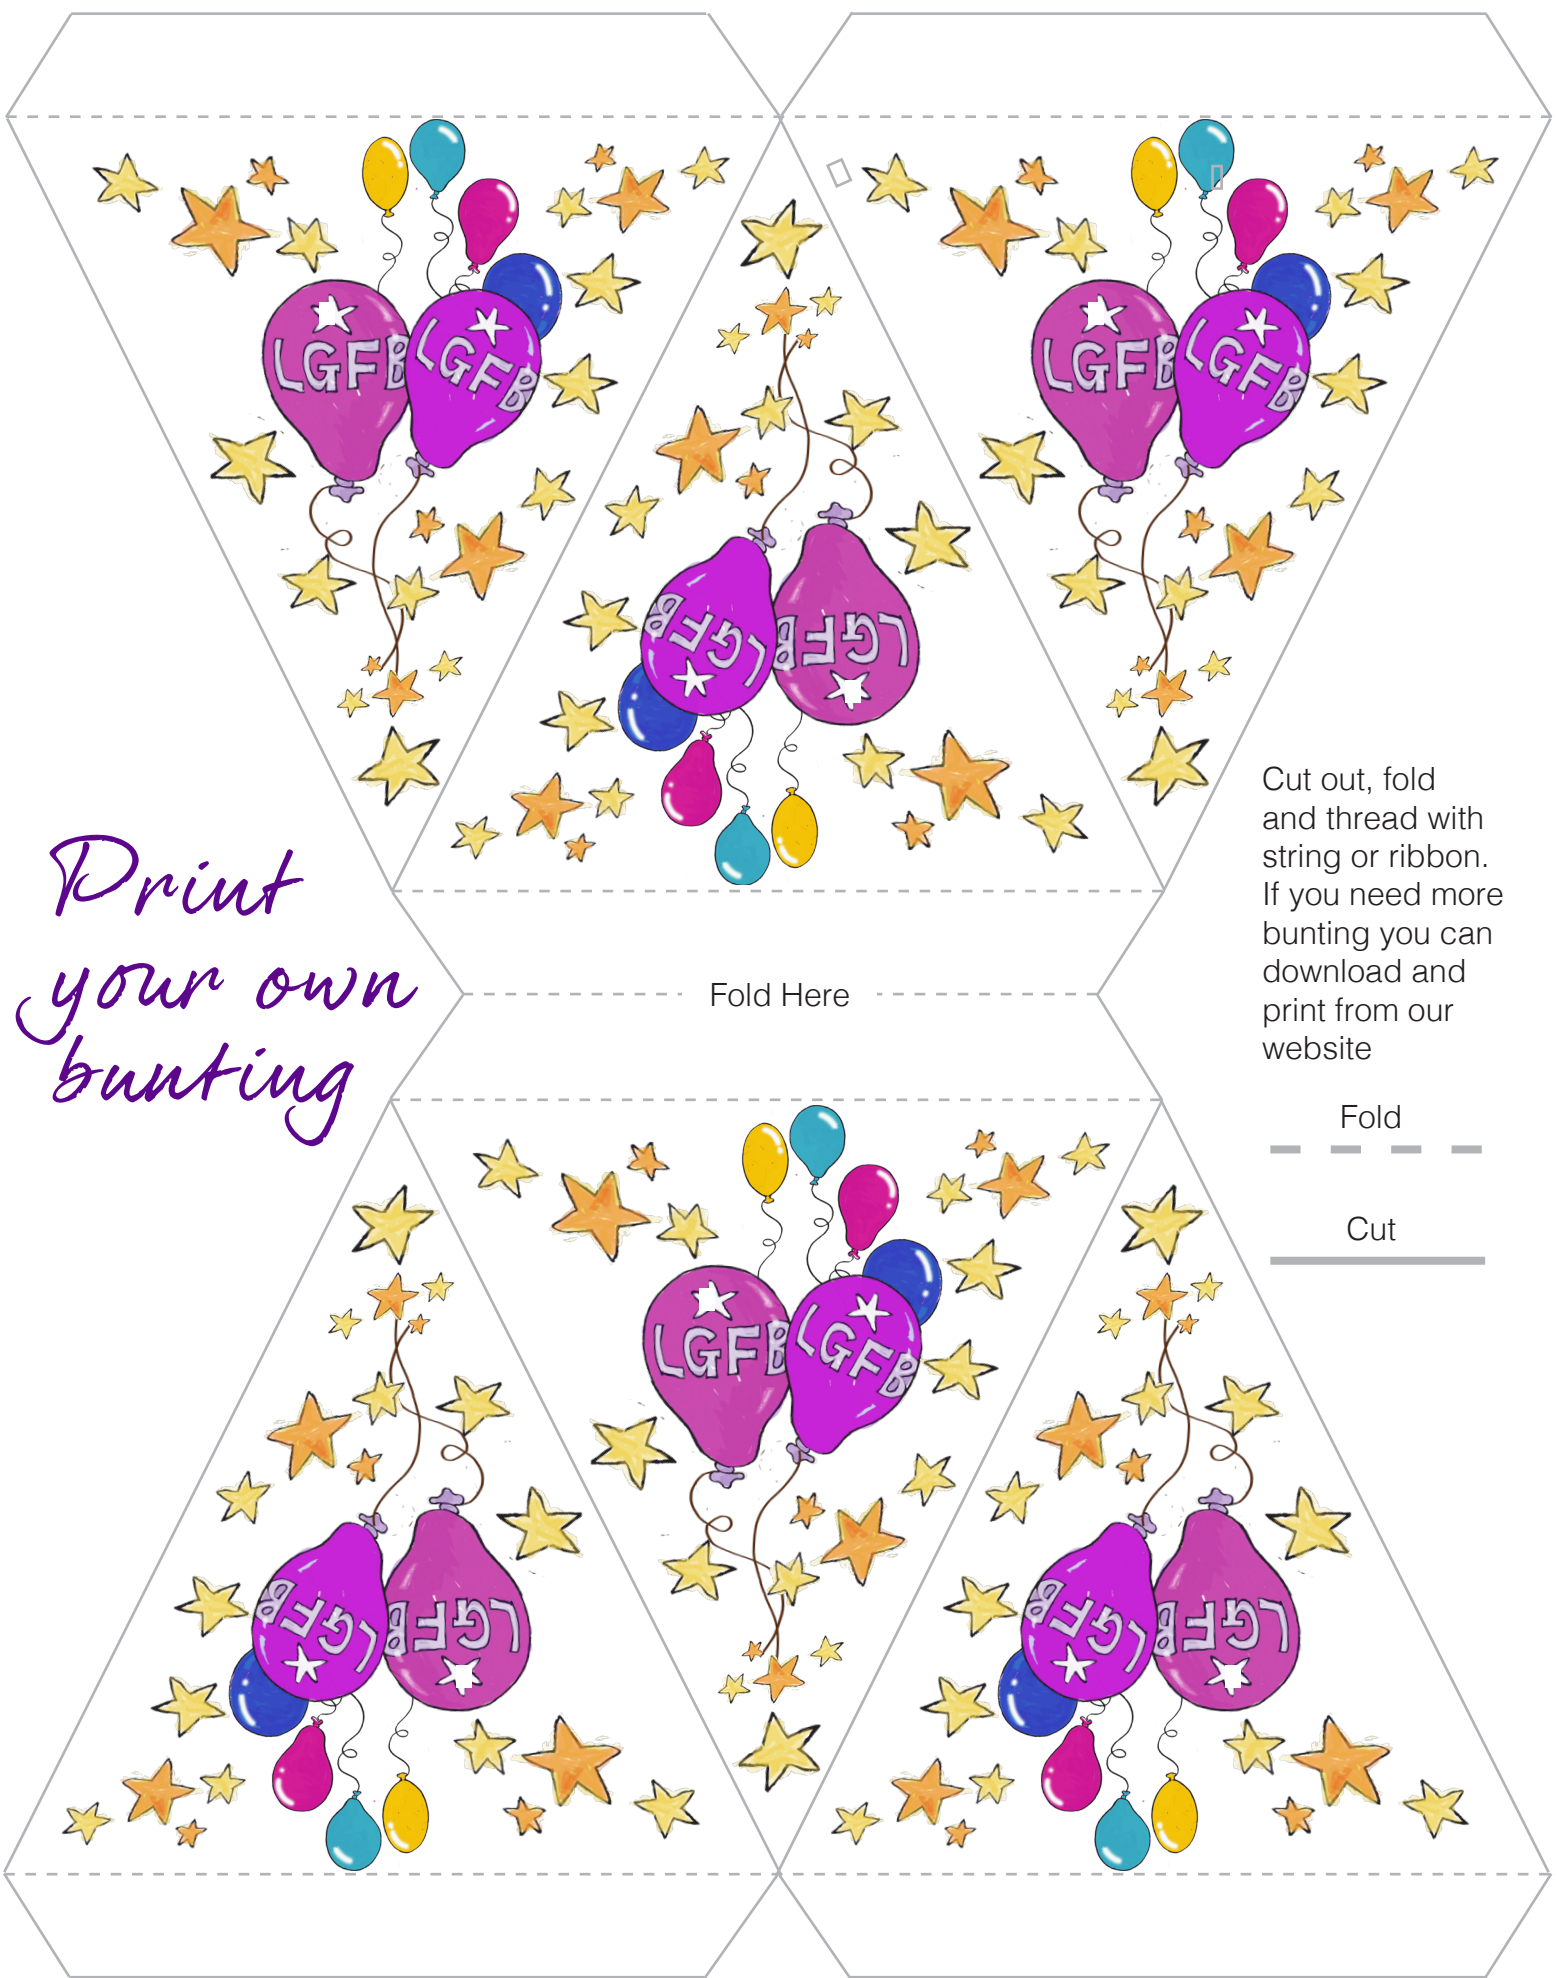 LGFB LGFB
LGFB LGFB
LGFB LGFB
Print
your own
bunting
Cut out, fold
and thread with
string or ribbon.
If you need more
bunting you can
download and
print from our
website
Fold Here
Fold
Cut
LGFB LGFB
LGFB LGFB
LGFB LGFB